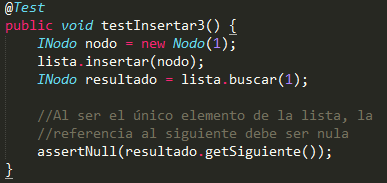 @Test
public void testInsertar3() {
    INodo nodo = new Nodo(1);
    lista.insertar(nodo);
    INodo resultado = lista.buscar(1);

    //Al ser el único elemento de la lista, la
    //referencia al siguiente debe ser nula
    assertNull(resultado.getSiguiente());
}